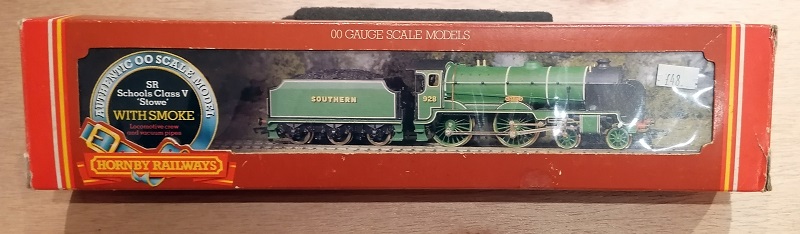 00 GAUGE SCALE MODELS
AUTHENTIC OO SCALE MODEL
SR
Schools Class V
'Stowe'
WITH SMOKE
Locomotive crew
and vacuum pipes
HORNBY RAILWAYS
SOUTHERN
928
£48